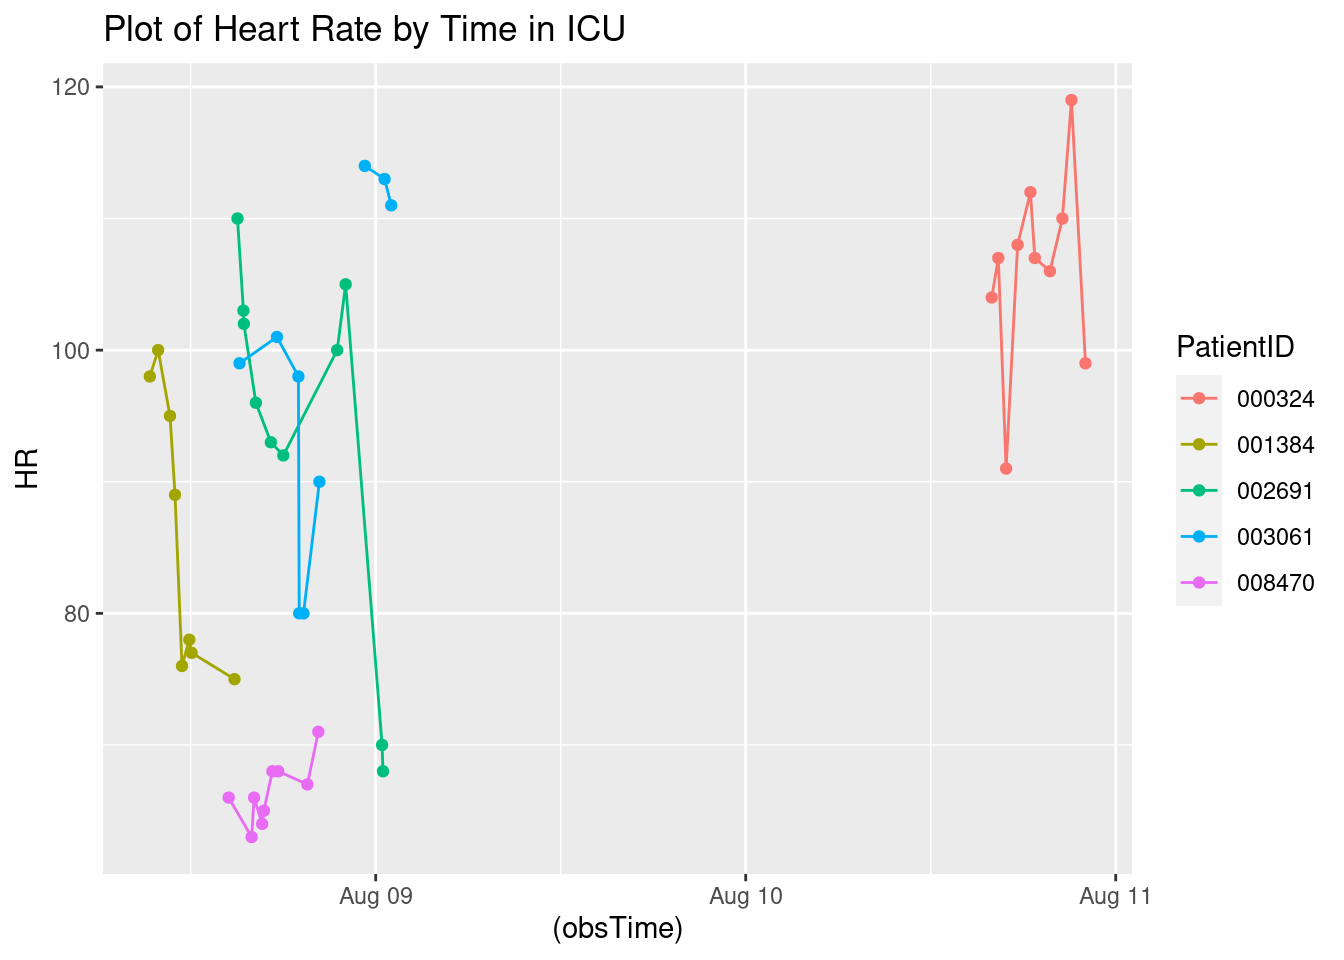 Plot of Heart Rate by Time in ICU
120
100
80
HR
Aug 09
Aug 10
Aug 11
(obsTime)
PatientID
000324
001384
002691
003061
008470